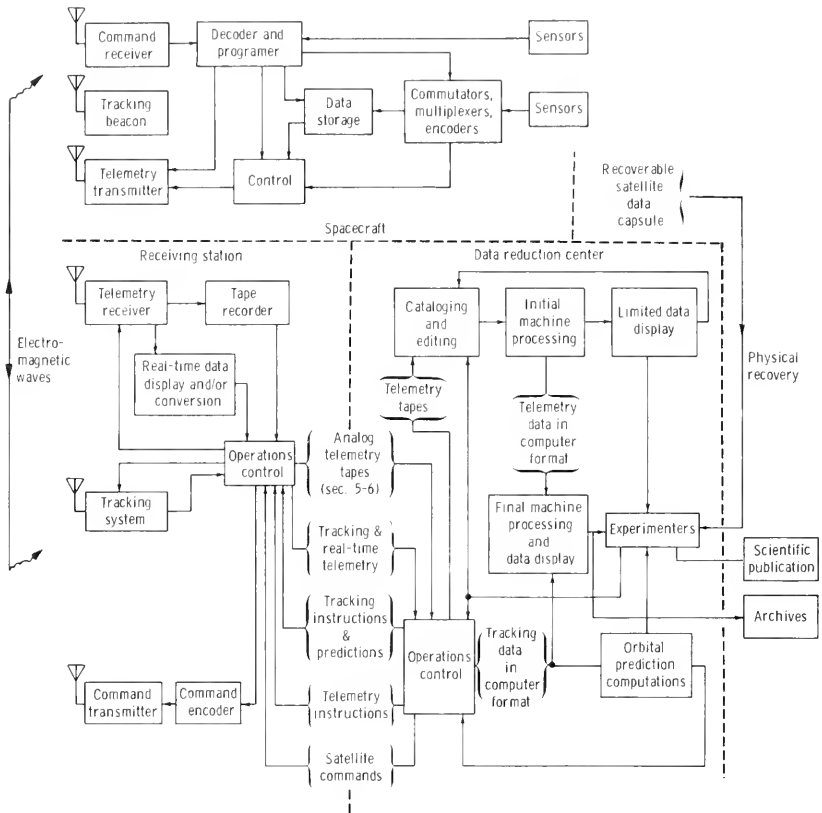 Command
receiver
Decoder and
programer
Sensors
Tracking
beacon
Data
storage
Commutators,
multiplexers,
encoders
Sensors
Telemetry
transmitter
Control
Recoverable
satellite
data
capsule
Spacecraft
Receiving station
Data reduction center
Telemetry
receiver
Tape
recorder
Cataloging
and
editing
Initial
machine
processing
Limited data
display
Electro-
magnetic
waves
Real-time data
display and/or
conversion
Physical
recovery
Telemetry
tapes
Telemetry
data in
computer
format
Operations
control
Analog
telemetry
tapes
(sec. 5-6)
Tracking
system
Final machine
processing
and
data display
Experimenters
Tracking &
real-time
telemetry
Scientific
publication
Tracking
instructions
&
predictions
Archives
Operations
control
Tracking
data
in
computer
format
Orbital
prediction
computations
Command
transmitter
Command
encoder
Telemetry
instructions
Satellite
commands